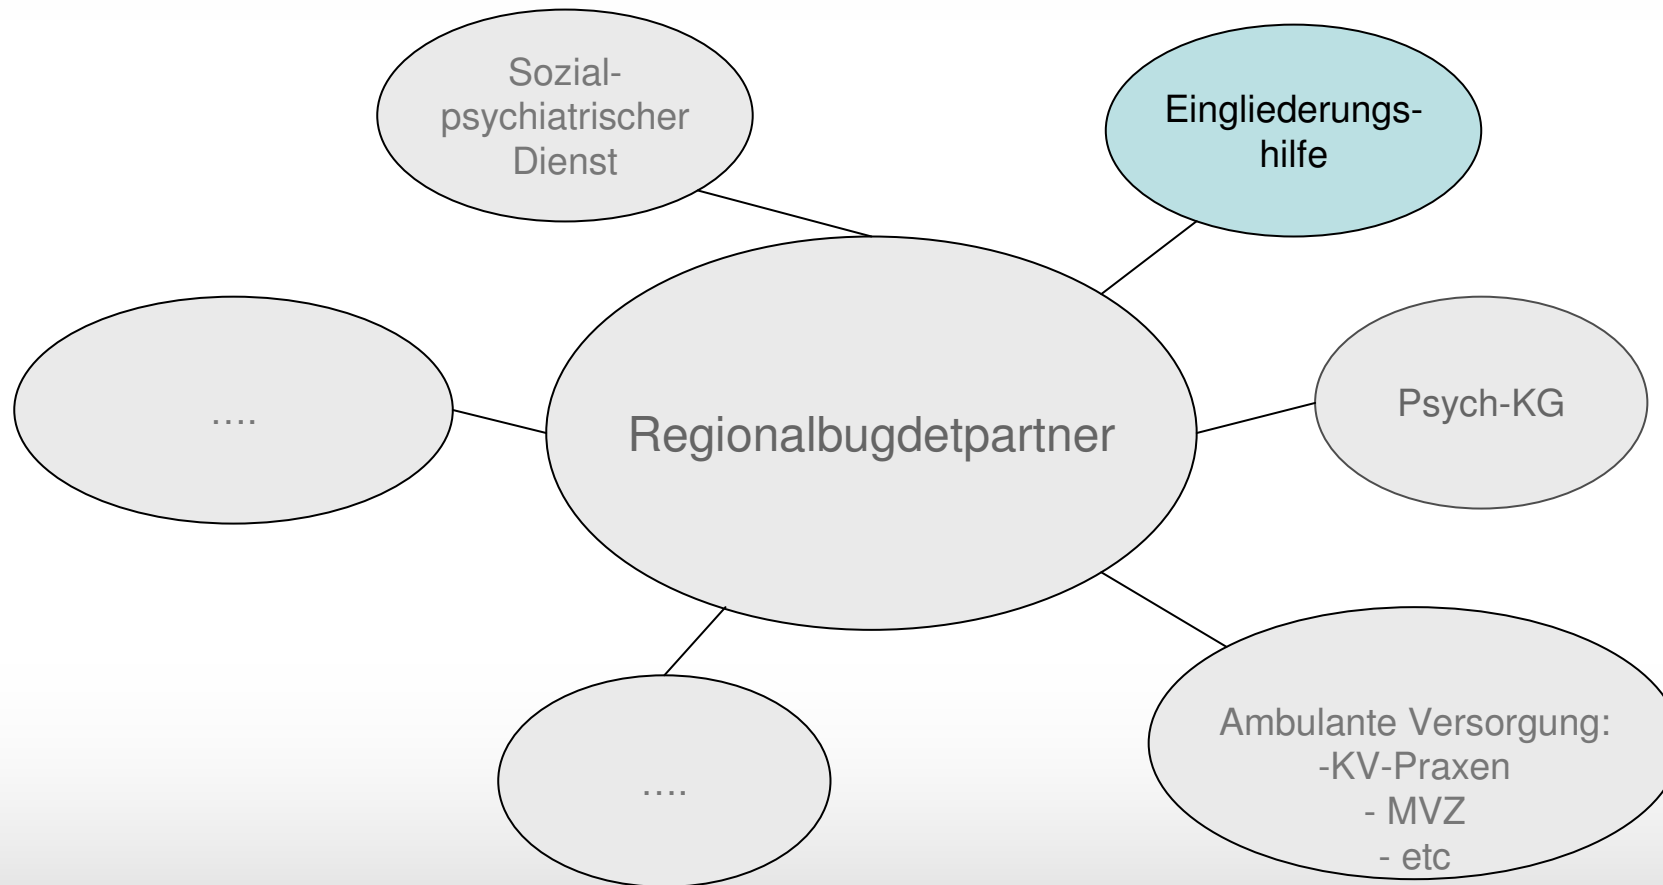 Sozial-
psychiatrischer
Dienst
Eingliederungs-
hilfe
....
Regionalbugdetpartner
Psych-KG
....
Ambulante Versorgung:
-KV-Praxen
- MVZ
- etc